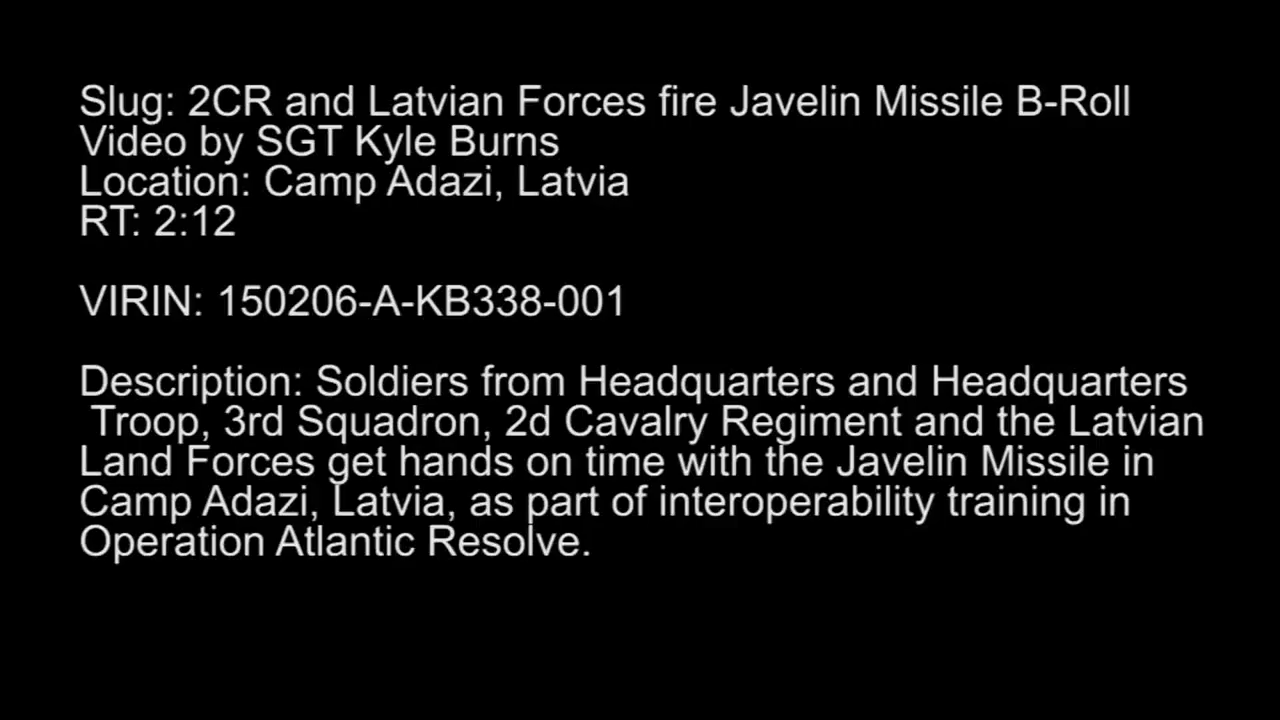 Slug: 2CR and Latvian Forces fire Javelin Missile B-Roll
Video by SGT Kyle Burns
Location: Camp Adazi, Latvia
RT: 2:12
VIRIN: 150206-A-KB338-001
Description: Soldiers from Headquarters and Headquarters
Troop, 3rd Squadron, 2d Cavalry Regiment and the Latvian
Land Forces get hands on time with the Javelin Missile in
Camp Adazi, Latvia, as part of interoperability training in
Operation Atlantic Resolve.